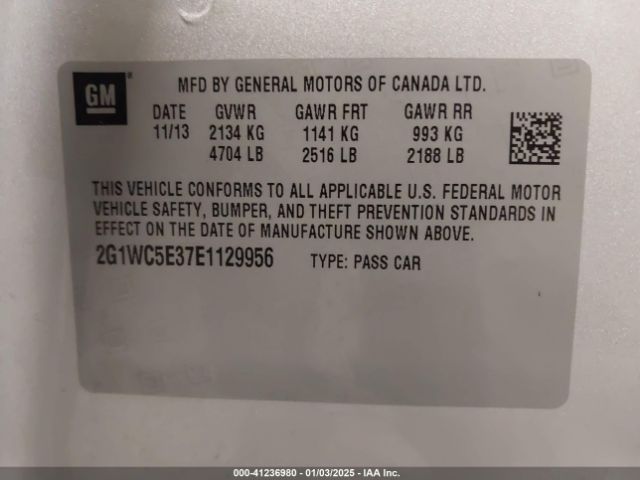 GM
MFD BY GENERAL MOTORS OF CANADA LTD.
DATE GVWR GAWR FRT GAWR RR
11/13 2134 KG 1141 KG 993 KG
4704 LB 2516 LB 2188 LB
THIS VEHICLE CONFORMS TO ALL APPLICABLE U.S. FEDERAL MOTOR
VEHICLE SAFETY, BUMPER, AND THEFT PREVENTION STANDARDS IN
EFFECT ON THE DATE OF MANUFACTURE SHOWN ABOVE.
2G1WC5E37E1129956 TYPE: PASS CAR
000-41236980 - 01/03/2025 - IAA Inc.